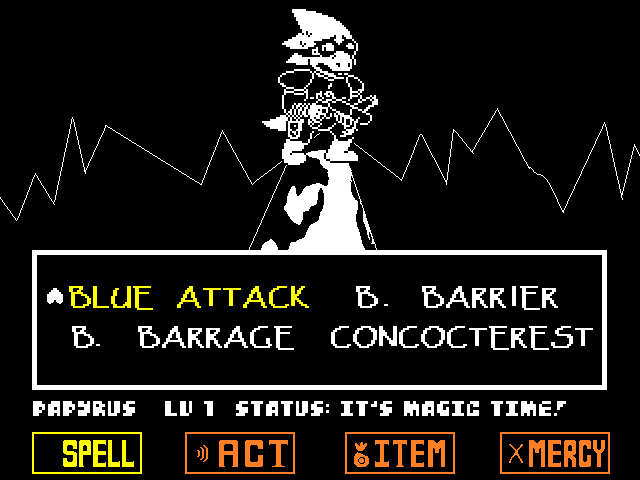 BLUE ATTACK B. BARRIER
B. BARRAGE CONCOCTEREST
PAPYRUS LV 1 STATUS: IT'S MAGIC TIME!
SPELL ACT ITEM MERCY